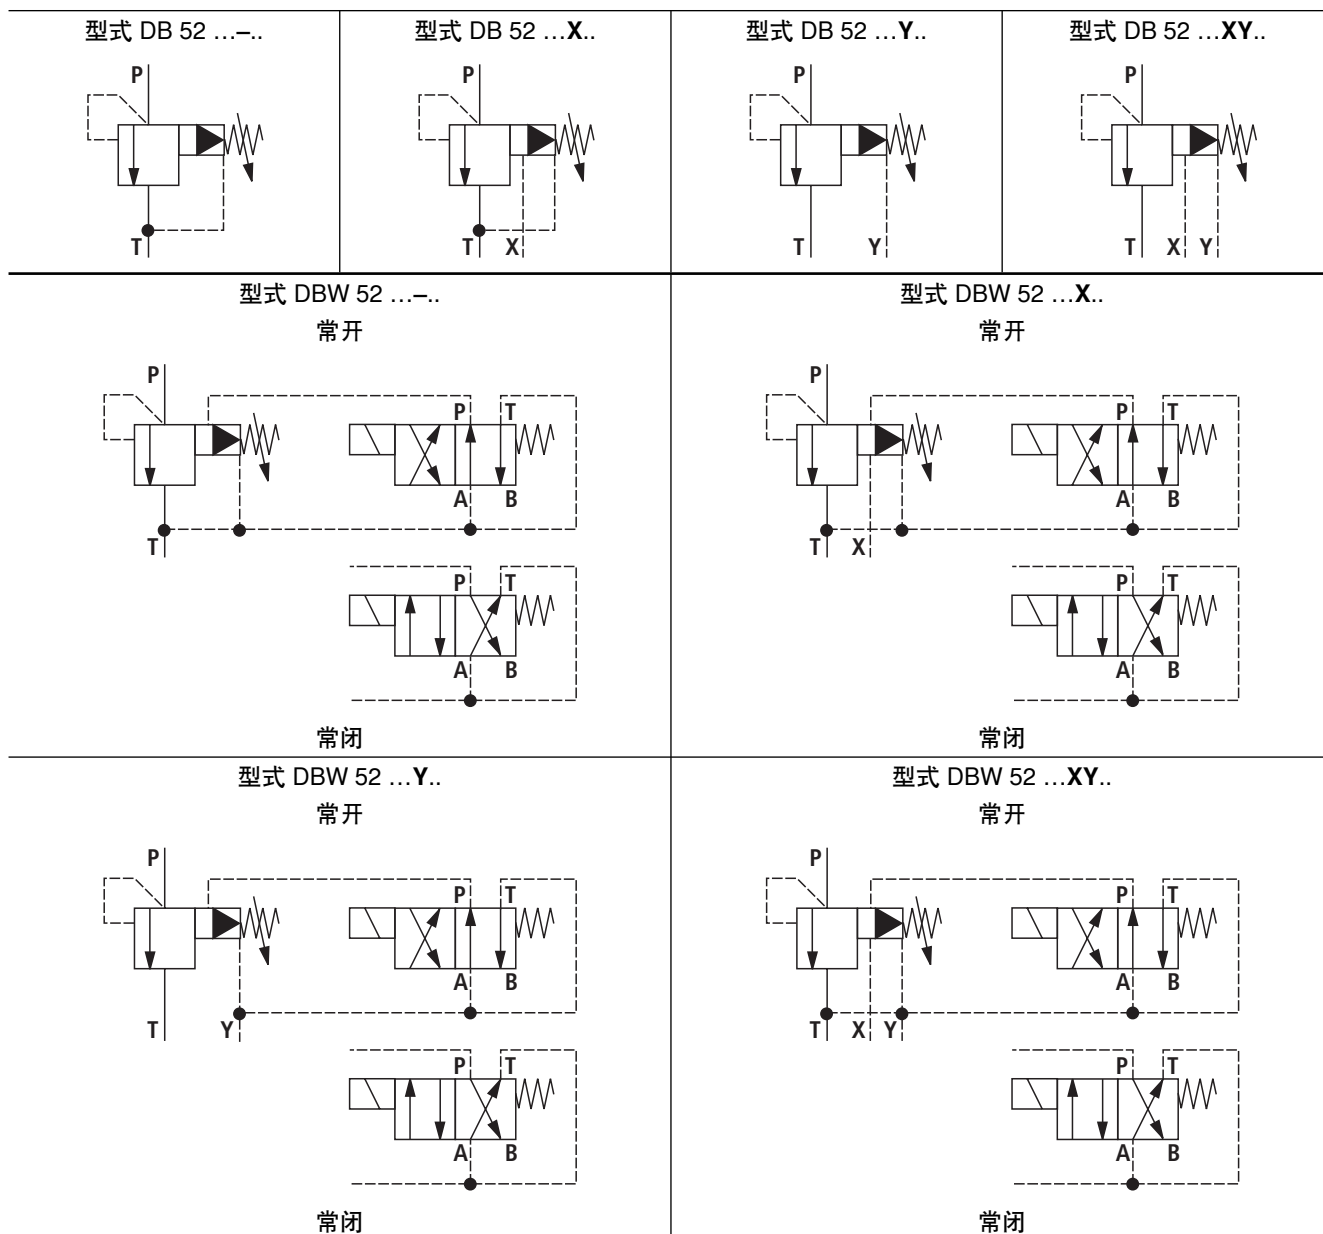 型式 DB 52 ...–..
型式 DB 52 ...X..
型式 DB 52 ...Y..
型式 DB 52 ...XY..
P
T
P
T
X
P
T
Y
P
T
X
Y
型式 DBW 52 ...–..
常开
P
T
P
T
A
B
P
T
A
B
常闭
型式 DBW 52 ...X..
常开
P
T
X
P
T
A
B
P
T
A
B
常闭
型式 DBW 52 ...Y..
常开
P
T
Y
P
T
A
B
P
T
A
B
常闭
型式 DBW 52 ...XY..
常开
P
T
X
Y
P
T
A
B
P
T
A
B
常闭